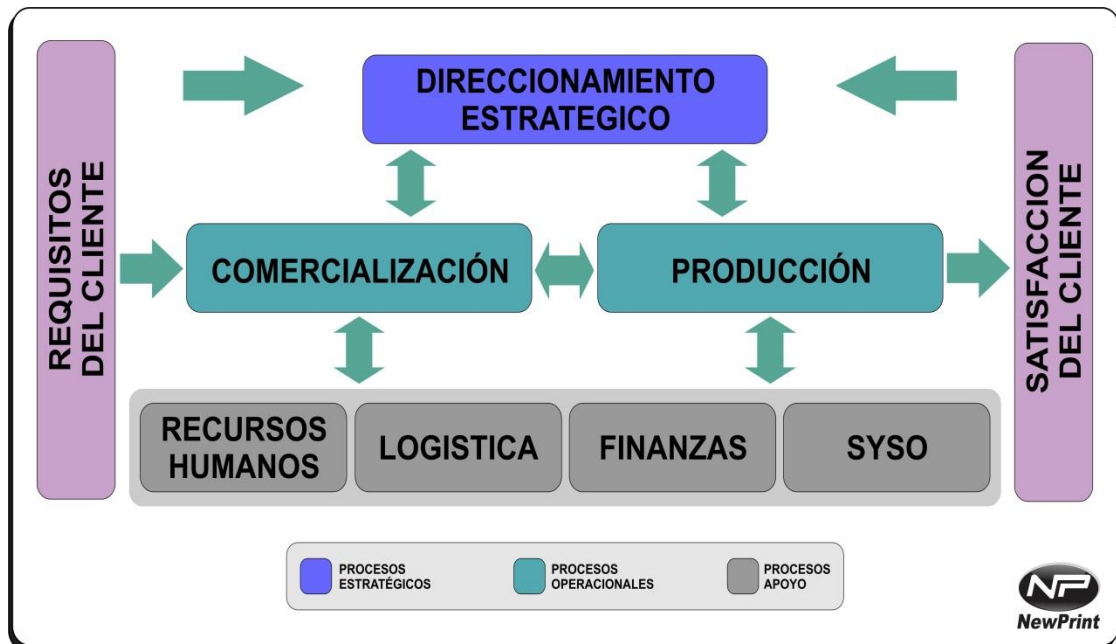 REQUISITOS
DEL CLIENTE
DIRECCIONAMIENTO
ESTRATEGICO
COMERCIALIZACIÓN
PRODUCCIÓN
SATISFACCION
DEL CLIENTE
RECURSOS
HUMANOS
LOGISTICA
FINANZAS
SYSO
PROCESOS
ESTRATÉGICOS
PROCESOS
OPERACIONALES
PROCESOS
APOYO
NP
NewPrint